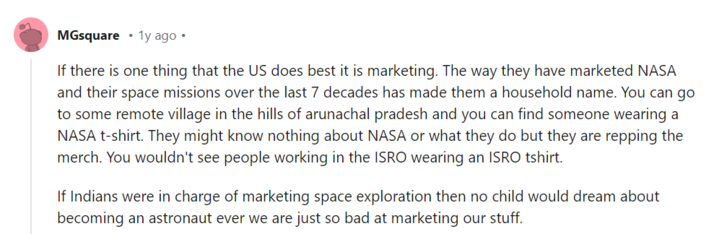 MGsquare • 1y ago •
If there is one thing that the US does best it is marketing. The way they have marketed NASA
and their space missions over the last 7 decades has made them a household name. You can go
to some remote village in the hills of arunachal pradesh and you can find someone wearing a
NASA t-shirt. They might know nothing about NASA or what they do but they are repping the
merch. You wouldn't see people working in the ISRO wearing an ISRO tshirt.
If Indians were in charge of marketing space exploration then no child would dream about
becoming an astronaut ever we are just so bad at marketing our stuff.